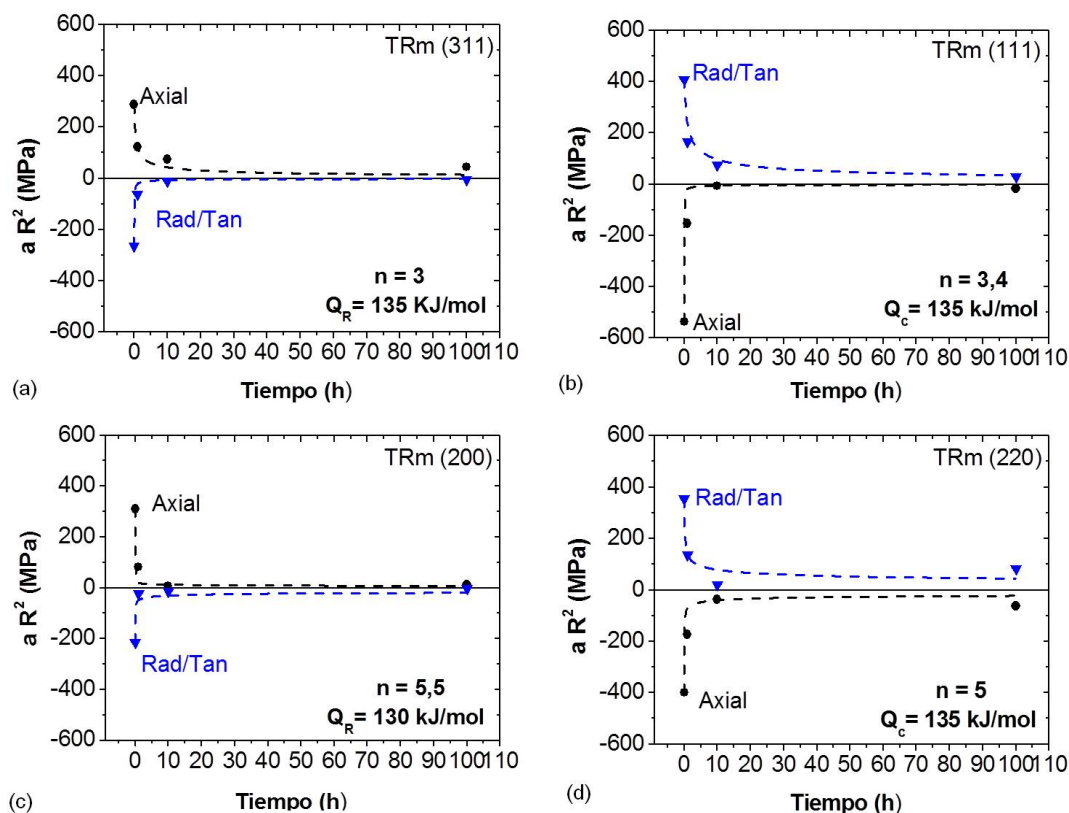 600
400
200
0
-200
-400
-600
a R² (MPa)
TRm (311)
Axial
Rad/Tan
n = 3
Q_R= 135 KJ/mol
0 10 20 30 40 50 60 70 80 90 100 110
Tiempo (h)
(a)
600
400
200
0
-200
-400
-600
a R² (MPa)
TRm (111)
Rad/Tan
Axial
n = 3,4
Q_c= 135 kJ/mol
0 10 20 30 40 50 60 70 80 90 100 110
Tiempo (h)
(b)
600
400
200
0
-200
-400
-600
a R² (MPa)
TRm (200)
Axial
Rad/Tan
n = 5,5
Q_R= 130 kJ/mol
0 10 20 30 40 50 60 70 80 90 100 110
Tiempo (h)
(c)
600
400
200
0
-200
-400
-600
a R² (MPa)
TRm (220)
Rad/Tan
Axial
n = 5
Q_c= 135 kJ/mol
0 10 20 30 40 50 60 70 80 90 100 110
Tiempo (h)
(d)